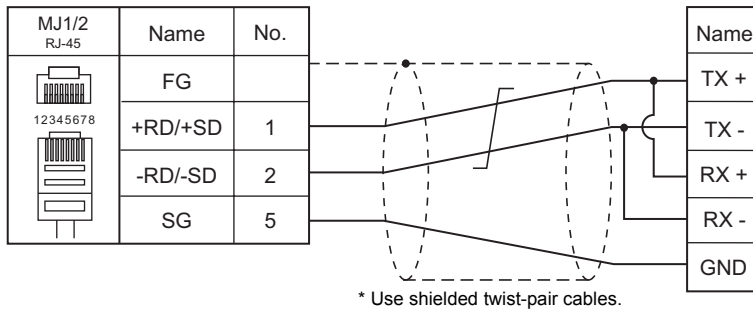 MJ1/2 Name No.
RJ-45
FG
12345678
+RD/+SD 1
-RD/-SD 2
SG 5
Name
TX +
TX -
RX +
RX -
GND
* Use shielded twist-pair cables.